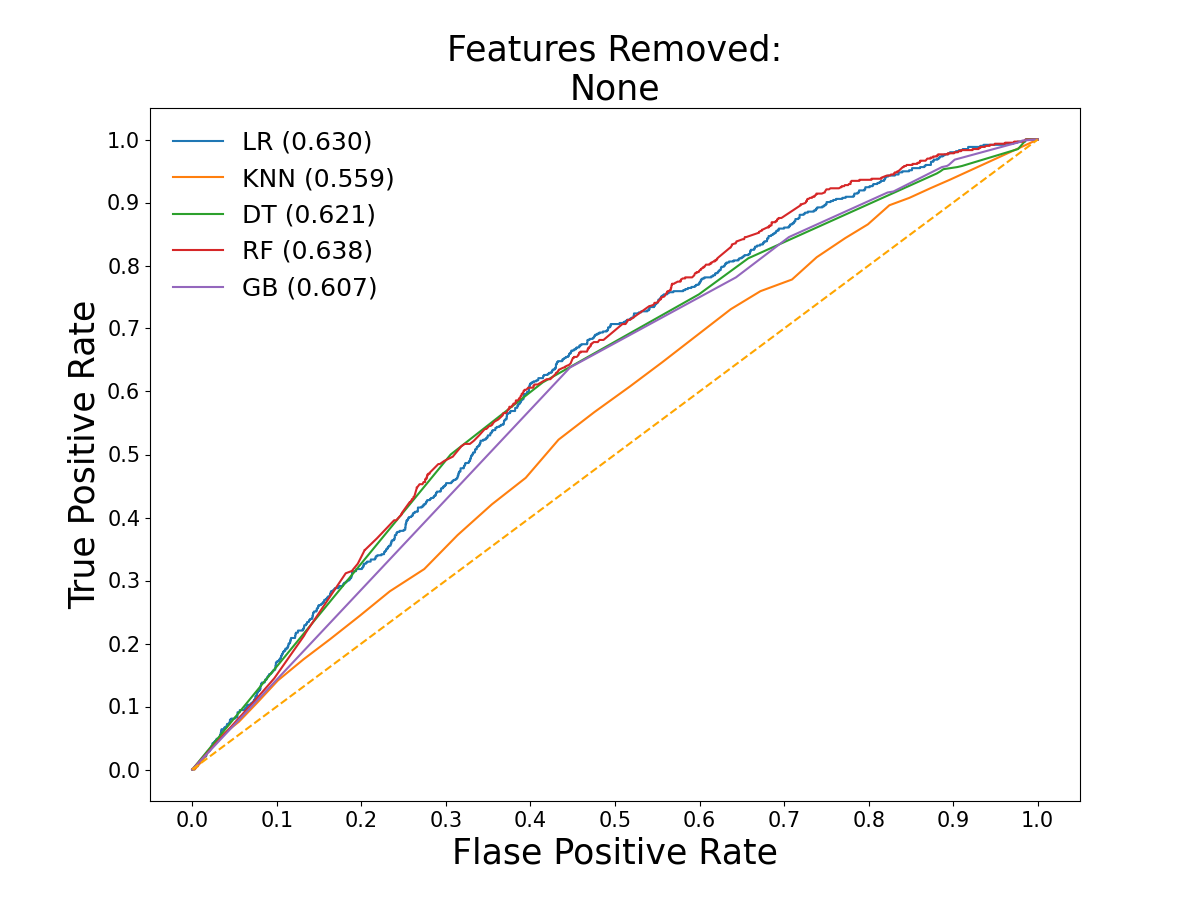 Features Removed:
None
LR (0.630)
KNN (0.559)
DT (0.621)
RF (0.638)
GB (0.607)
True Positive Rate
1.0
0.9
0.8
0.7
0.6
0.5
0.4
0.3
0.2
0.1
0.0
0.0 0.1 0.2 0.3 0.4 0.5 0.6 0.7 0.8 0.9 1.0
Flase Positive Rate